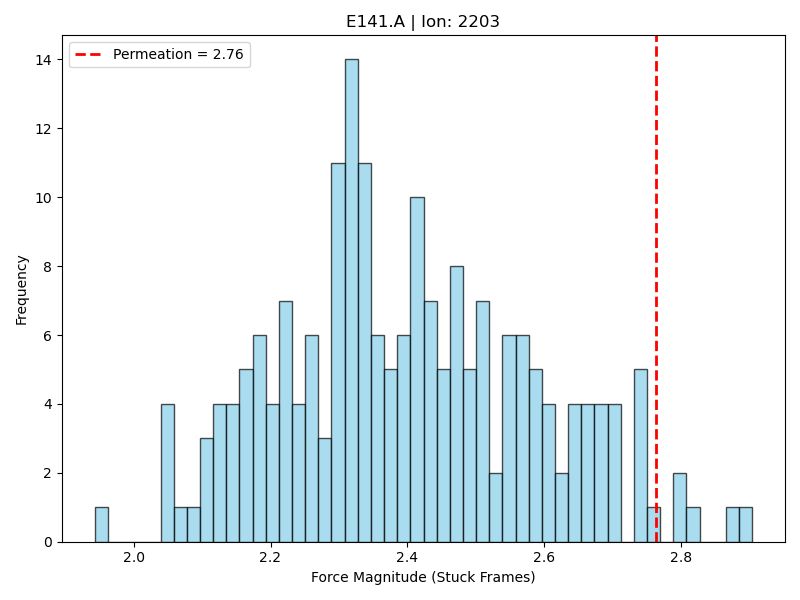 E141.A | Ion: 2203
Permeation = 2.76
14
12
10
8
6
4
2
0
Frequency
2.0 2.2 2.4 2.6 2.8
Force Magnitude (Stuck Frames)